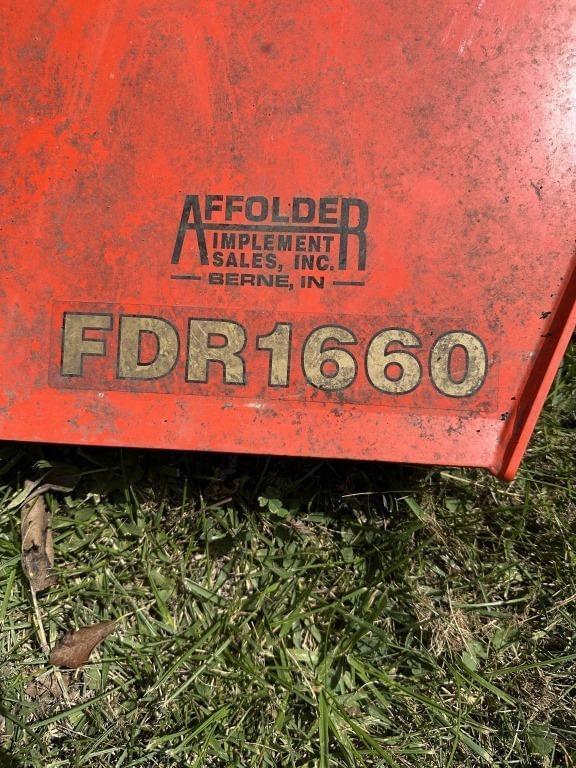 AFFOLDER
IMPLEMENT
SALES, INC.
BERNE, IN
FDR1660